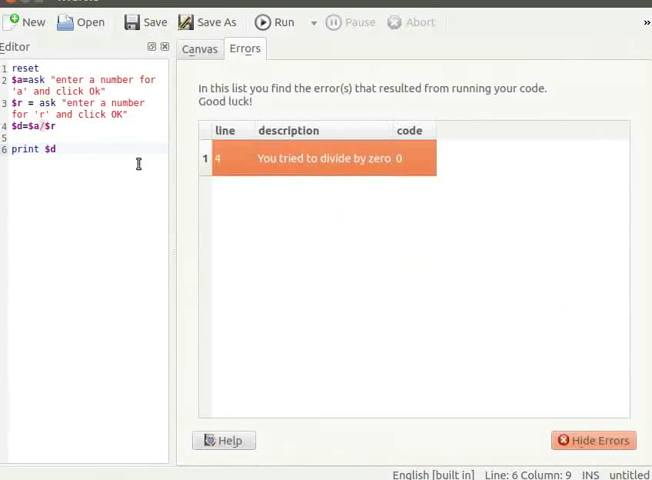 New Open Save Save As Run Pause Abort »
Editor
Canvas Errors
1 reset
2 $a=ask "enter a number for
'a' and click Ok"
3 $r = ask "enter a number
for 'r' and click OK"
4 $d=$a/$r
5
6 print $d
In this list you find the error(s) that resulted from running your code.
Good luck!
line description code
1 4 You tried to divide by zero 0
Help Hide Errors
English [built in] Line: 6 Column: 9 INS untitled